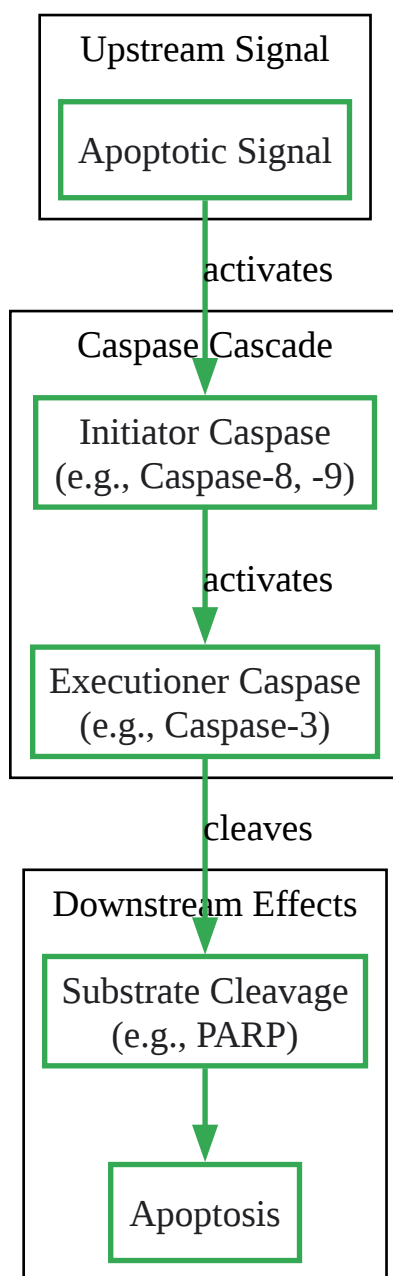 Upstream Signal
Apoptotic Signal
activates
Caspase Cascade
Initiator Caspase
(e.g., Caspase-8, -9)
activates
Executioner Caspase
(e.g., Caspase-3)
cleaves
Downstream Effects
Substrate Cleavage
(e.g., PARP)
Apoptosis